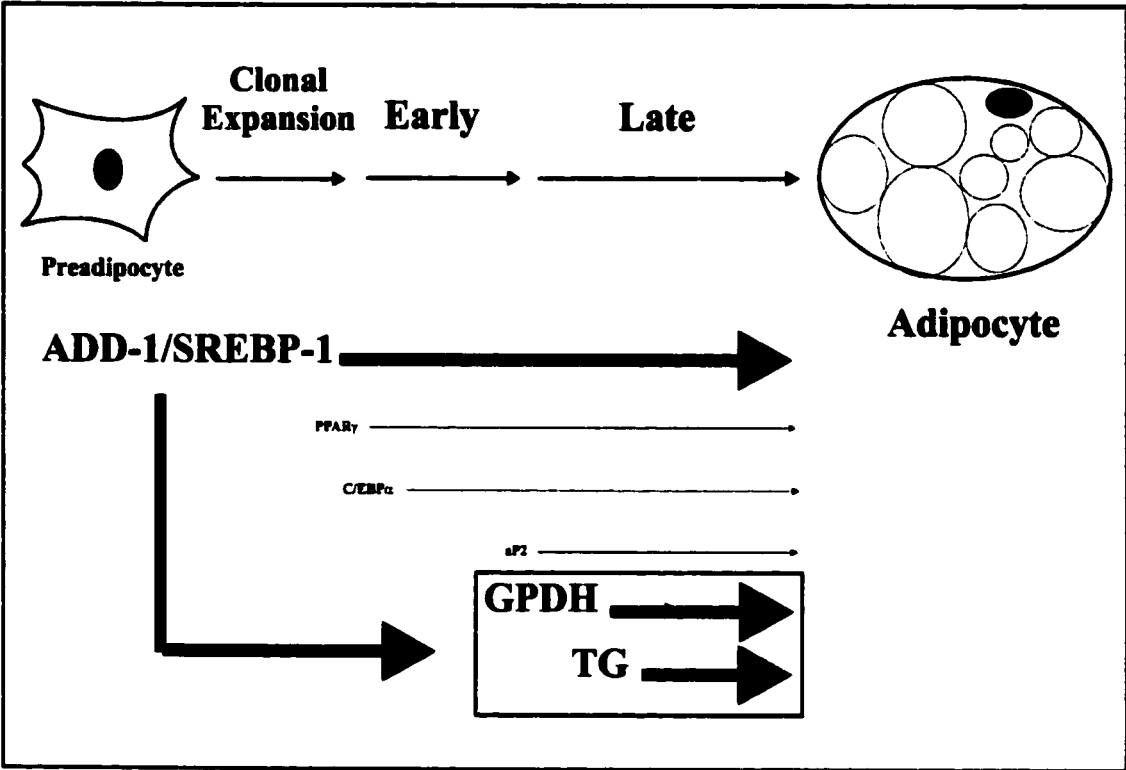 Clonal
Expansion
Early
Late
Preadipocyte
Adipocyte
ADD-1/SREBP-1
PPARγ
C/EBPα
aP2
GPDH
TG